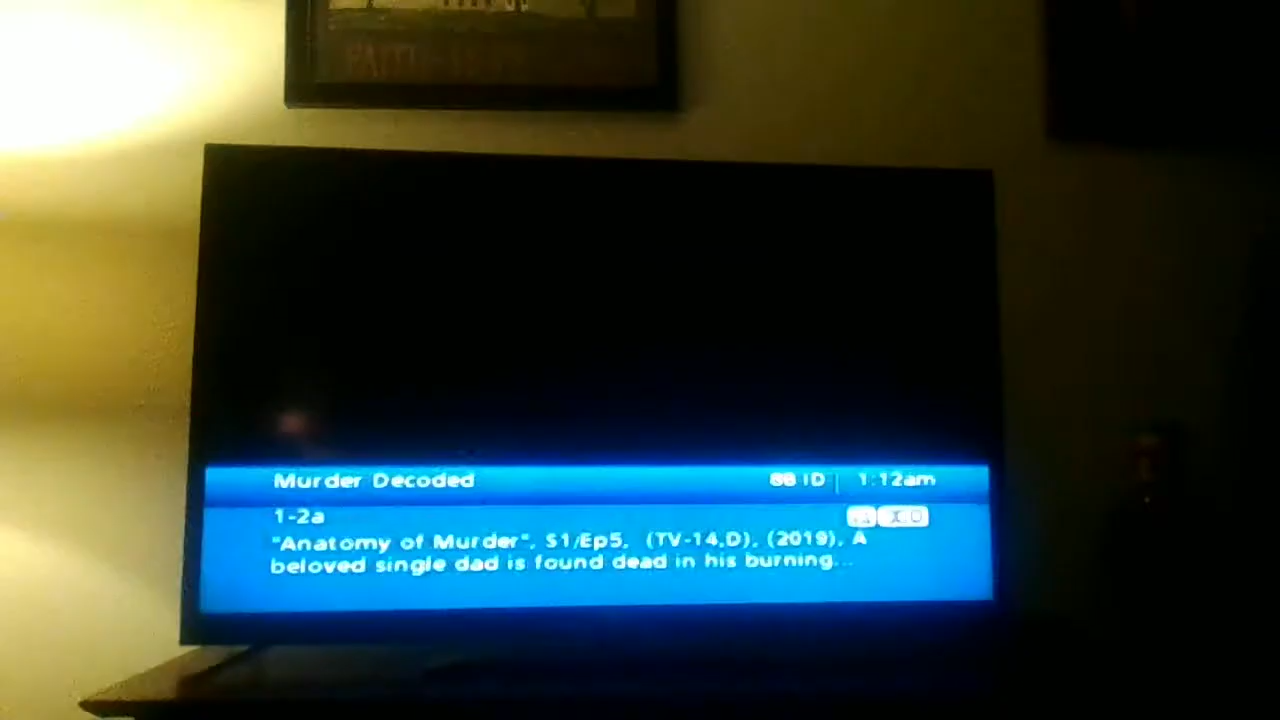 Murder Decoded
ID | 1:12am
1-2a
"Anatomy of Murder", S1/Ep5, (TV-14,D), (2019), A
beloved single dad is found dead in his burning...